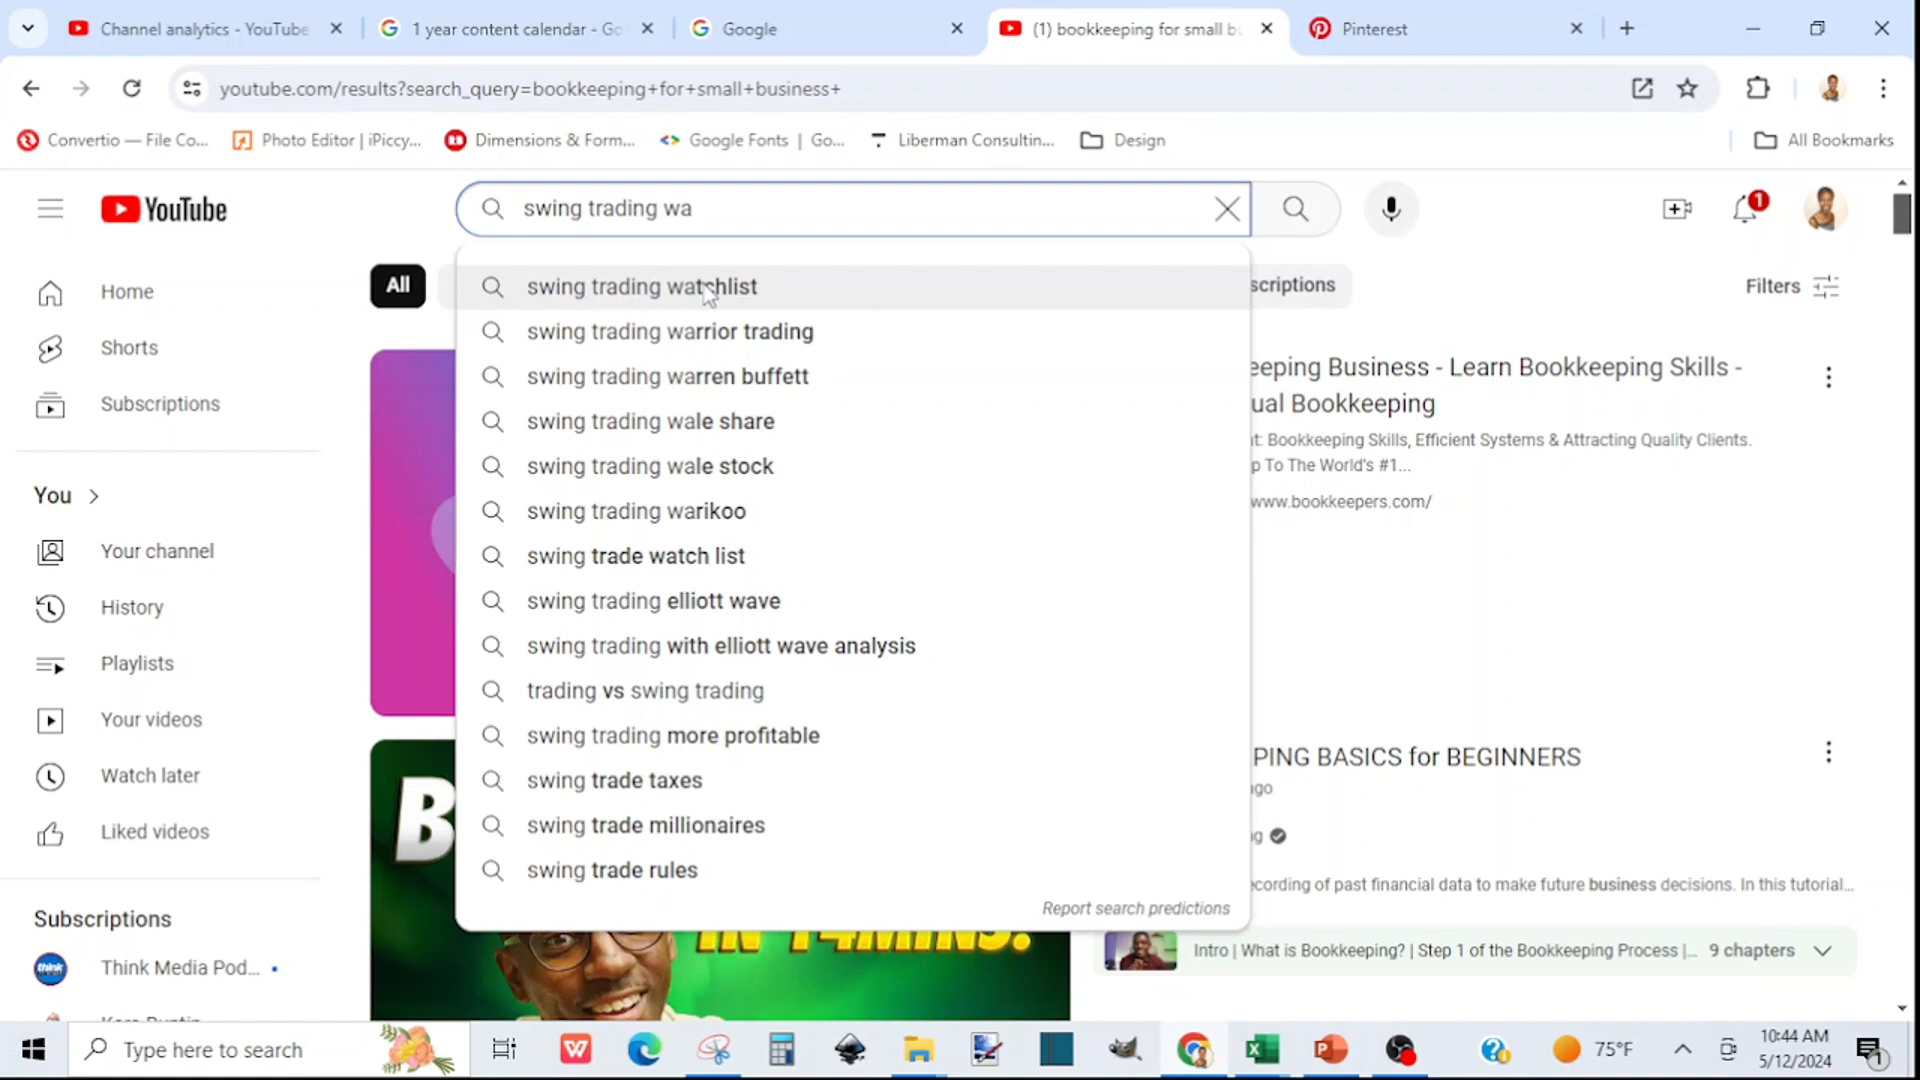 Channel analytics - YouTube
1 year content calendar - Go
Google
(1) bookkeeping for small bu
Pinterest
youtube.com/results?search_query=bookkeeping+for+small+business+
Convertio — File Co...
Photo Editor | iPiccy...
Dimensions & Form...
Google Fonts | Go...
Liberman Consultin...
Design
All Bookmarks
YouTube
swing trading wa
1
Home
Shorts
Subscriptions
You
Your channel
History
Playlists
Your videos
Watch later
Liked videos
Subscriptions
Think Media Pod...
All
scriptions
Filters
swing trading watchlist
swing trading warrior trading
swing trading warren buffett
swing trading wale share
swing trading wale stock
swing trading warikoo
swing trade watch list
swing trading elliott wave
swing trading with elliott wave analysis
trading vs swing trading
swing trading more profitable
swing trade taxes
swing trade millionaires
swing trade rules
Report search predictions
eeping Business - Learn Bookkeeping Skills -
ual Bookkeeping
t: Bookkeeping Skills, Efficient Systems & Attracting Quality Clients.
p To The World's #1...
www.bookkeepers.com/
PING BASICS for BEGINNERS
go
g
ecording of past financial data to make future business decisions. In this tutorial...
Intro | What is Bookkeeping? | Step 1 of the Bookkeeping Process |...
9 chapters
B
IN 14MINS!
think
Type here to search
75°F
10:44 AM
5/12/2024
1